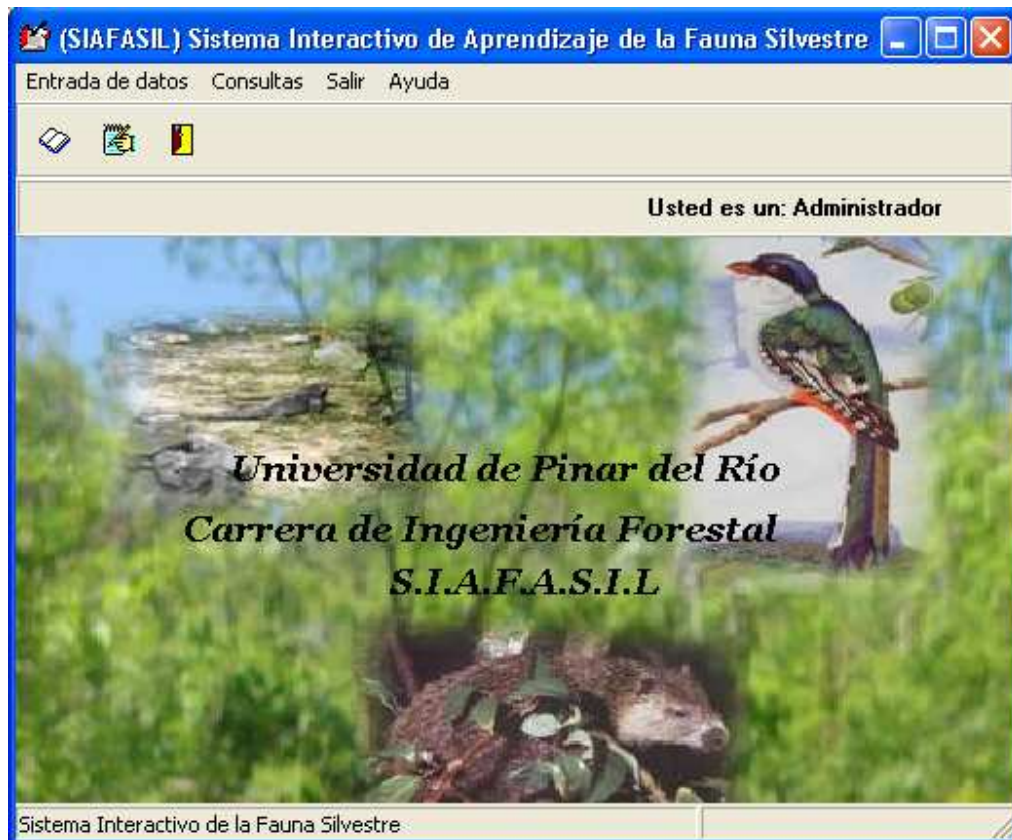 (SIAFASIL) Sistema Interactivo de Aprendizaje de la Fauna Silvestre
Entrada de datos Consultas Salir Ayuda
Usted es un: Administrador
Universidad de Pinar del Río
Carrera de Ingeniería Forestal
S.I.A.F.A.S.I.L
Sistema Interactivo de la Fauna Silvestre